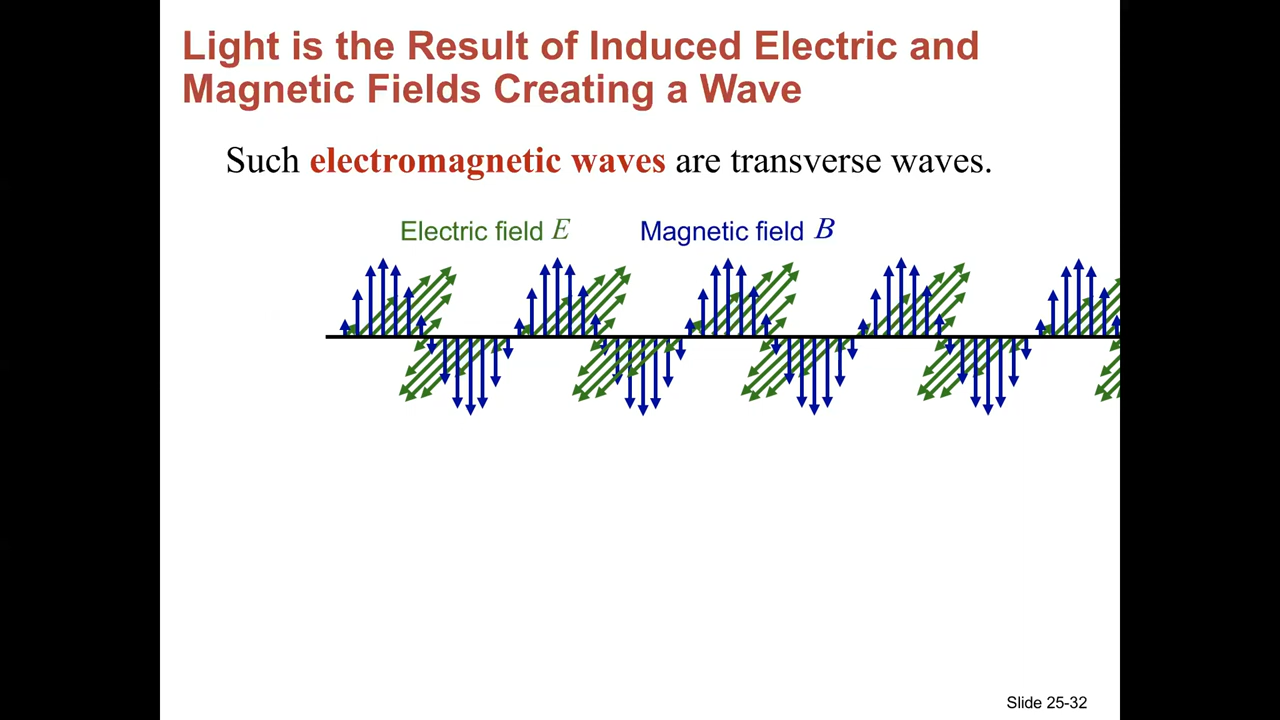 Light is the Result of Induced Electric and
Magnetic Fields Creating a Wave
Such electromagnetic waves are transverse waves.
Electric field E Magnetic field B
Slide 25-32